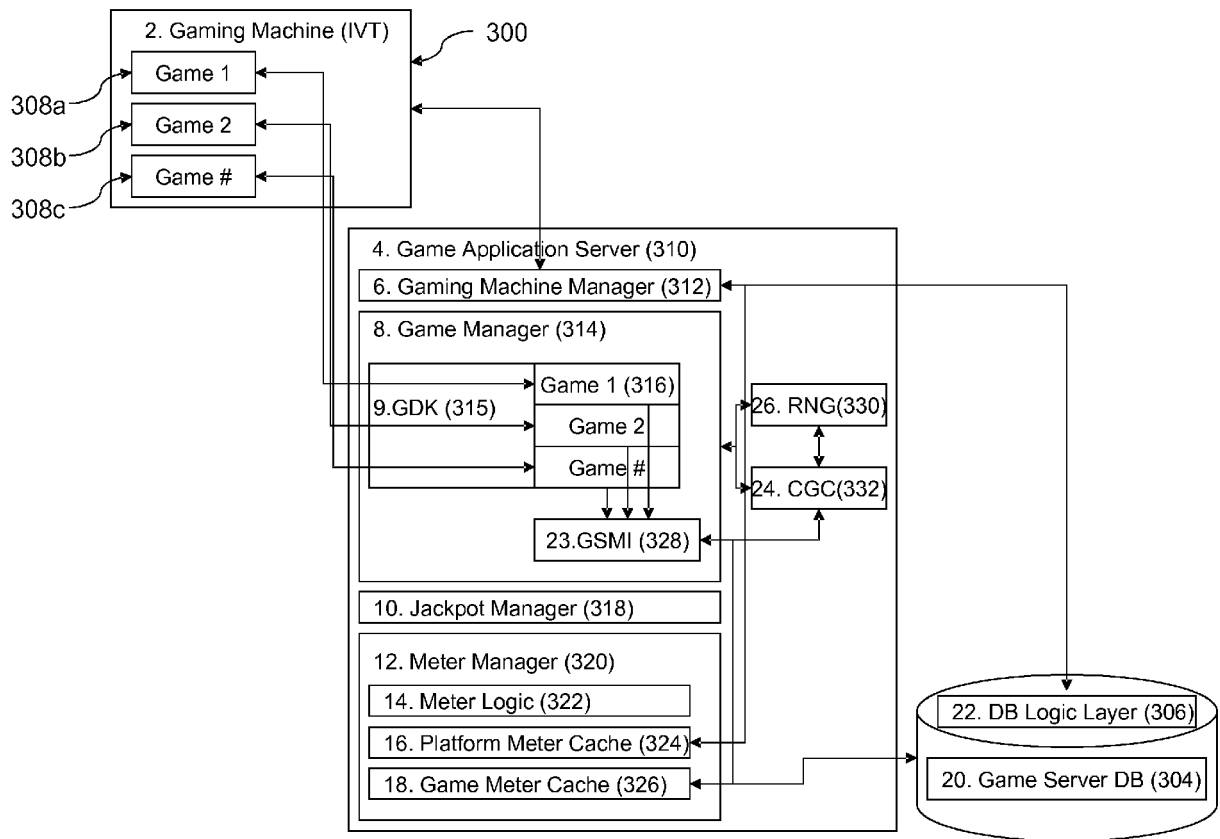 2. Gaming Machine (IVT)
300
Game 1
308a
Game 2
308b
Game #
308c
4. Game Application Server (310)
6. Gaming Machine Manager (312)
8. Game Manager (314)
9.GDK (315)
Game 1 (316)
Game 2
Game #
26. RNG(330)
24. CGC(332)
23.GSMI (328)
10. Jackpot Manager (318)
12. Meter Manager (320)
14. Meter Logic (322)
16. Platform Meter Cache (324)
18. Game Meter Cache (326)
22. DB Logic Layer (306)
20. Game Server DB (304)